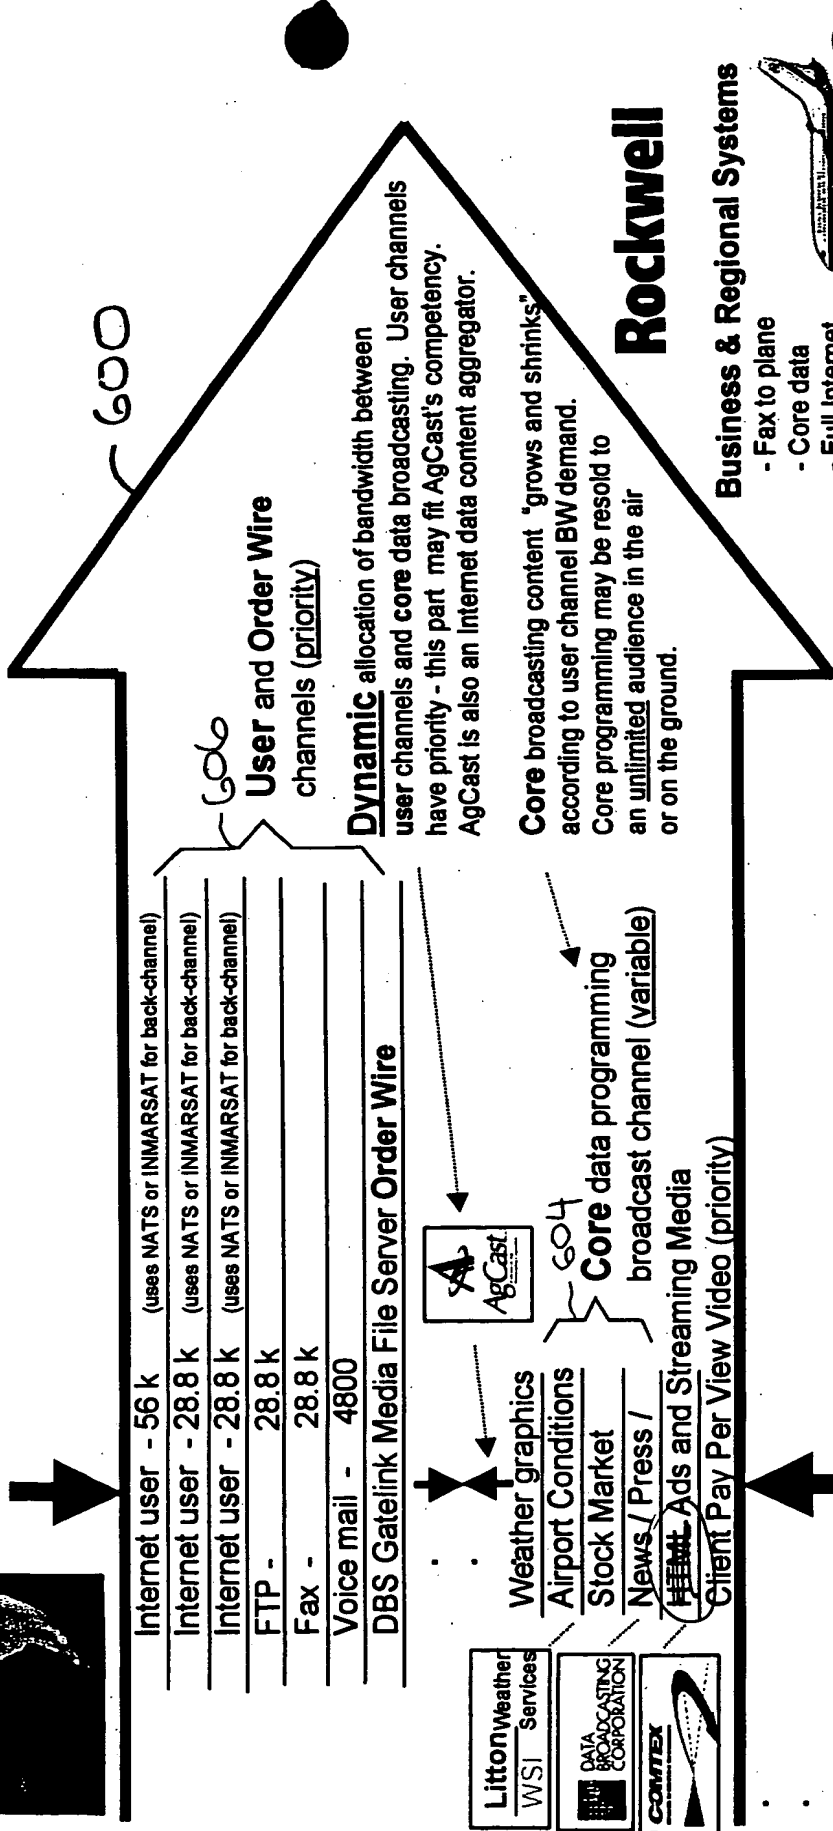 600
Internet user - 56 k (uses NATS or INMARSAT for back-channel)
Internet user - 28.8 k (uses NATS or INMARSAT for back-channel)
Internet user - 28.8 k (uses NATS or INMARSAT for back-channel)
FTP - 28.8 k
Fax - 28.8 k
Voice mail - 4800
DBS Gatelink Media File Server Order Wire
606
User and Order Wire
channels (priority)
Dynamic allocation of bandwidth between
user channels and core data broadcasting. User channels
have priority - this part may fit AgCast's competency.
AgCast is also an Internet data content aggregator.
AgCast
Core broadcasting content "grows and shrinks"
according to user channel BW demand.
Core programming may be resold to
an unlimited audience in the air
or on the ground.
Weather graphics
Airport Conditions
Stock Market
News / Press /
HTML Ads and Streaming Media
Client Pay Per View Video (priority)
604
Core data programming
broadcast channel (variable)
Litton Weather
WSI Services
DATA
BROADCASTING
CORPORATION
COMTEX
Rockwell
Business & Regional Systems
- Fax to plane
- Core data
- Full Internet